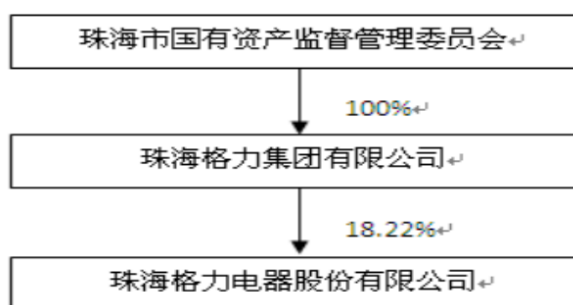 珠海市国有资产监督管理委员会
100%
珠海格力集团有限公司
18.22%
珠海格力电器股份有限公司